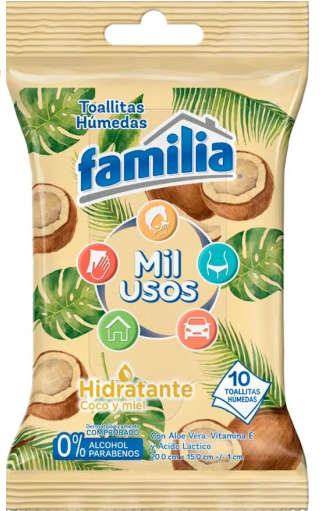 Toallitas
Húmedas
familia
Mil
usos
Hidratante
Coco y miel
10
TOALLITAS
HÚMEDAS
Dermatológicamente
COMPROBADO
0% ALCOHOL
PARABENOS
Con Aloe Vera, Vitamina E
y Ácido Láctico.
20.0 cm x 15.0 cm +/- 1 cm